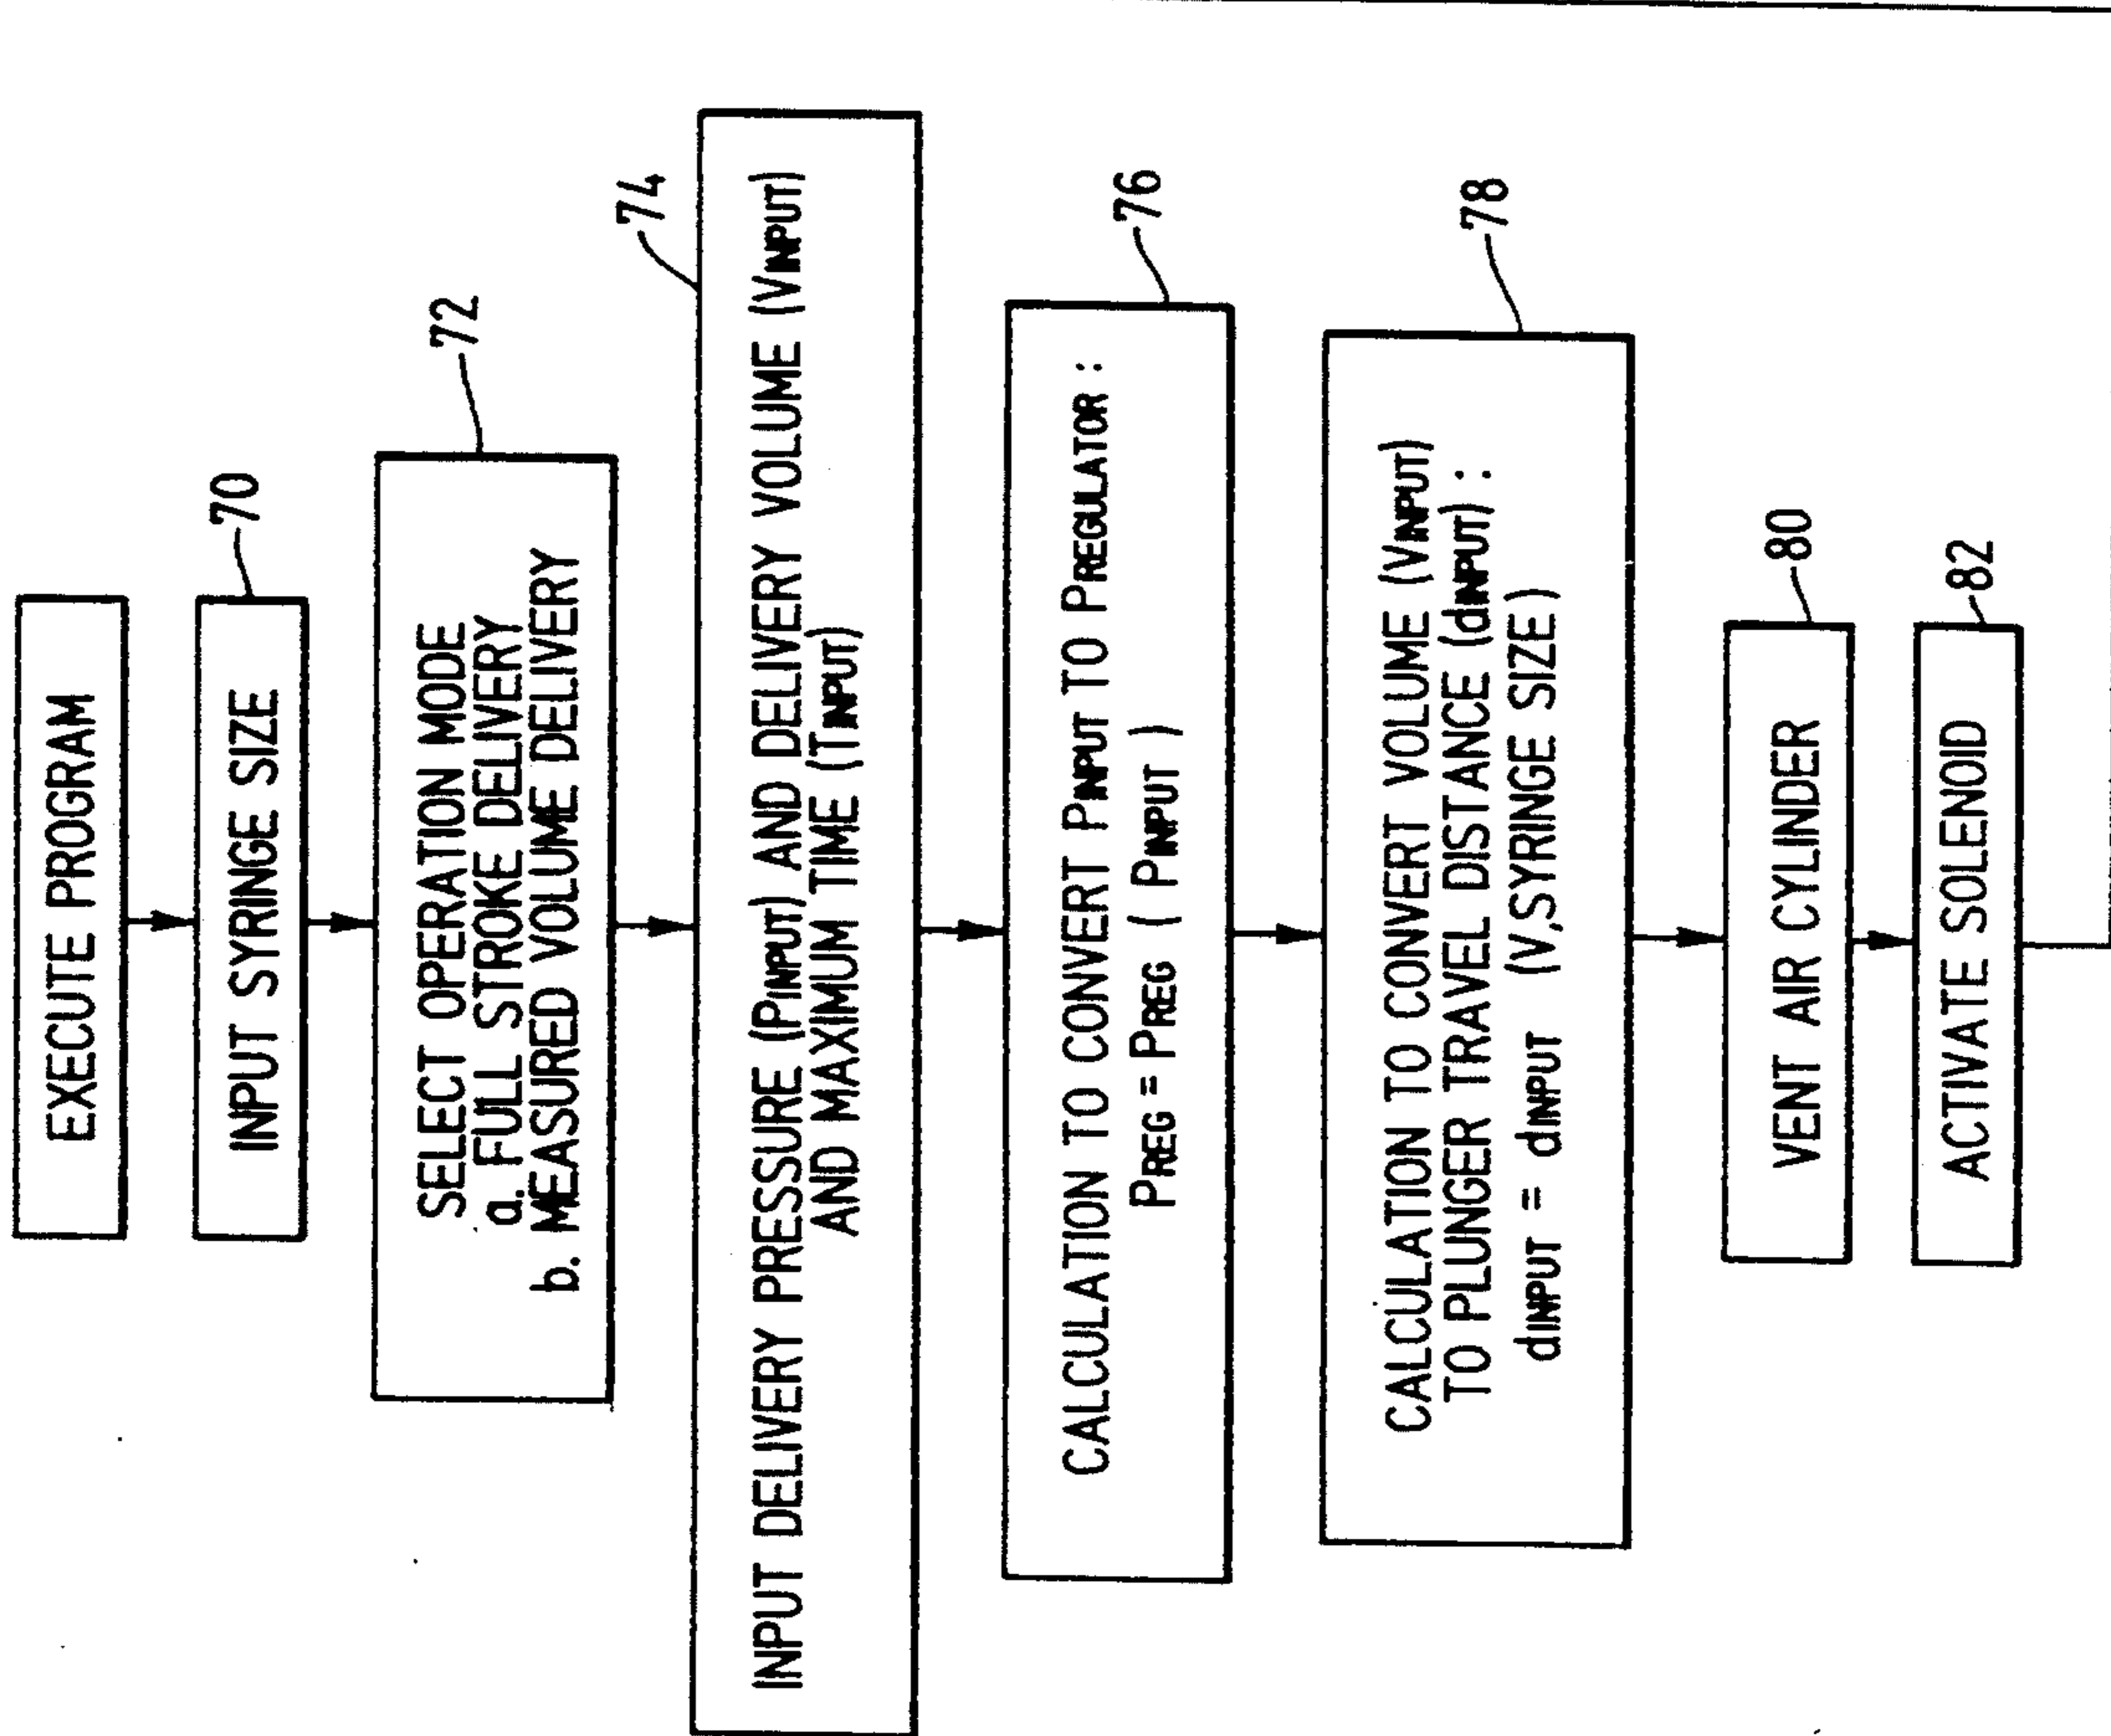 EXECUTE PROGRAM
70
INPUT SYRINGE SIZE
72
SELECT OPERATION MODE
a. FULL STROKE DELIVERY
b. MEASURED VOLUME DELIVERY
74
INPUT DELIVERY PRESSURE (PINPUT) AND DELIVERY VOLUME (VINPUT)
AND MAXIMUM TIME (TINPUT)
76
CALCULATION TO CONVERT PINPUT TO PREGULATOR :
PREG = PREG ( PINPUT )
78
CALCULATION TO CONVERT VOLUME (VINPUT)
TO PLUNGER TRAVEL DISTANCE (dINPUT) :
dINPUT = dINPUT (V,SYRINGE SIZE)
80
VENT AIR CYLINDER
82
ACTIVATE SOLENOID